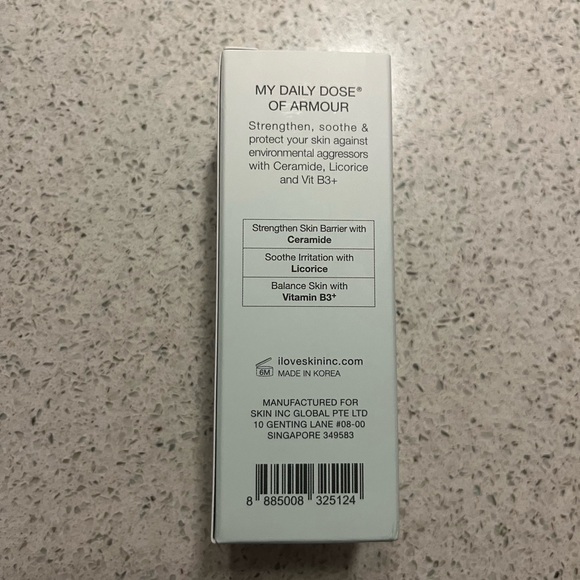 MY DAILY DOSE®
OF ARMOUR
Strengthen, soothe &
protect your skin against
environmental aggressors
with Ceramide, Licorice
and Vit B3+
Strengthen Skin Barrier with
Ceramide
Soothe Irritation with
Licorice
Balance Skin with
Vitamin B3⁺
iloveskininc.com
6M MADE IN KOREA
MANUFACTURED FOR
SKIN INC GLOBAL PTE LTD
10 GENTING LANE #08-00
SINGAPORE 349583
8 885008 325124